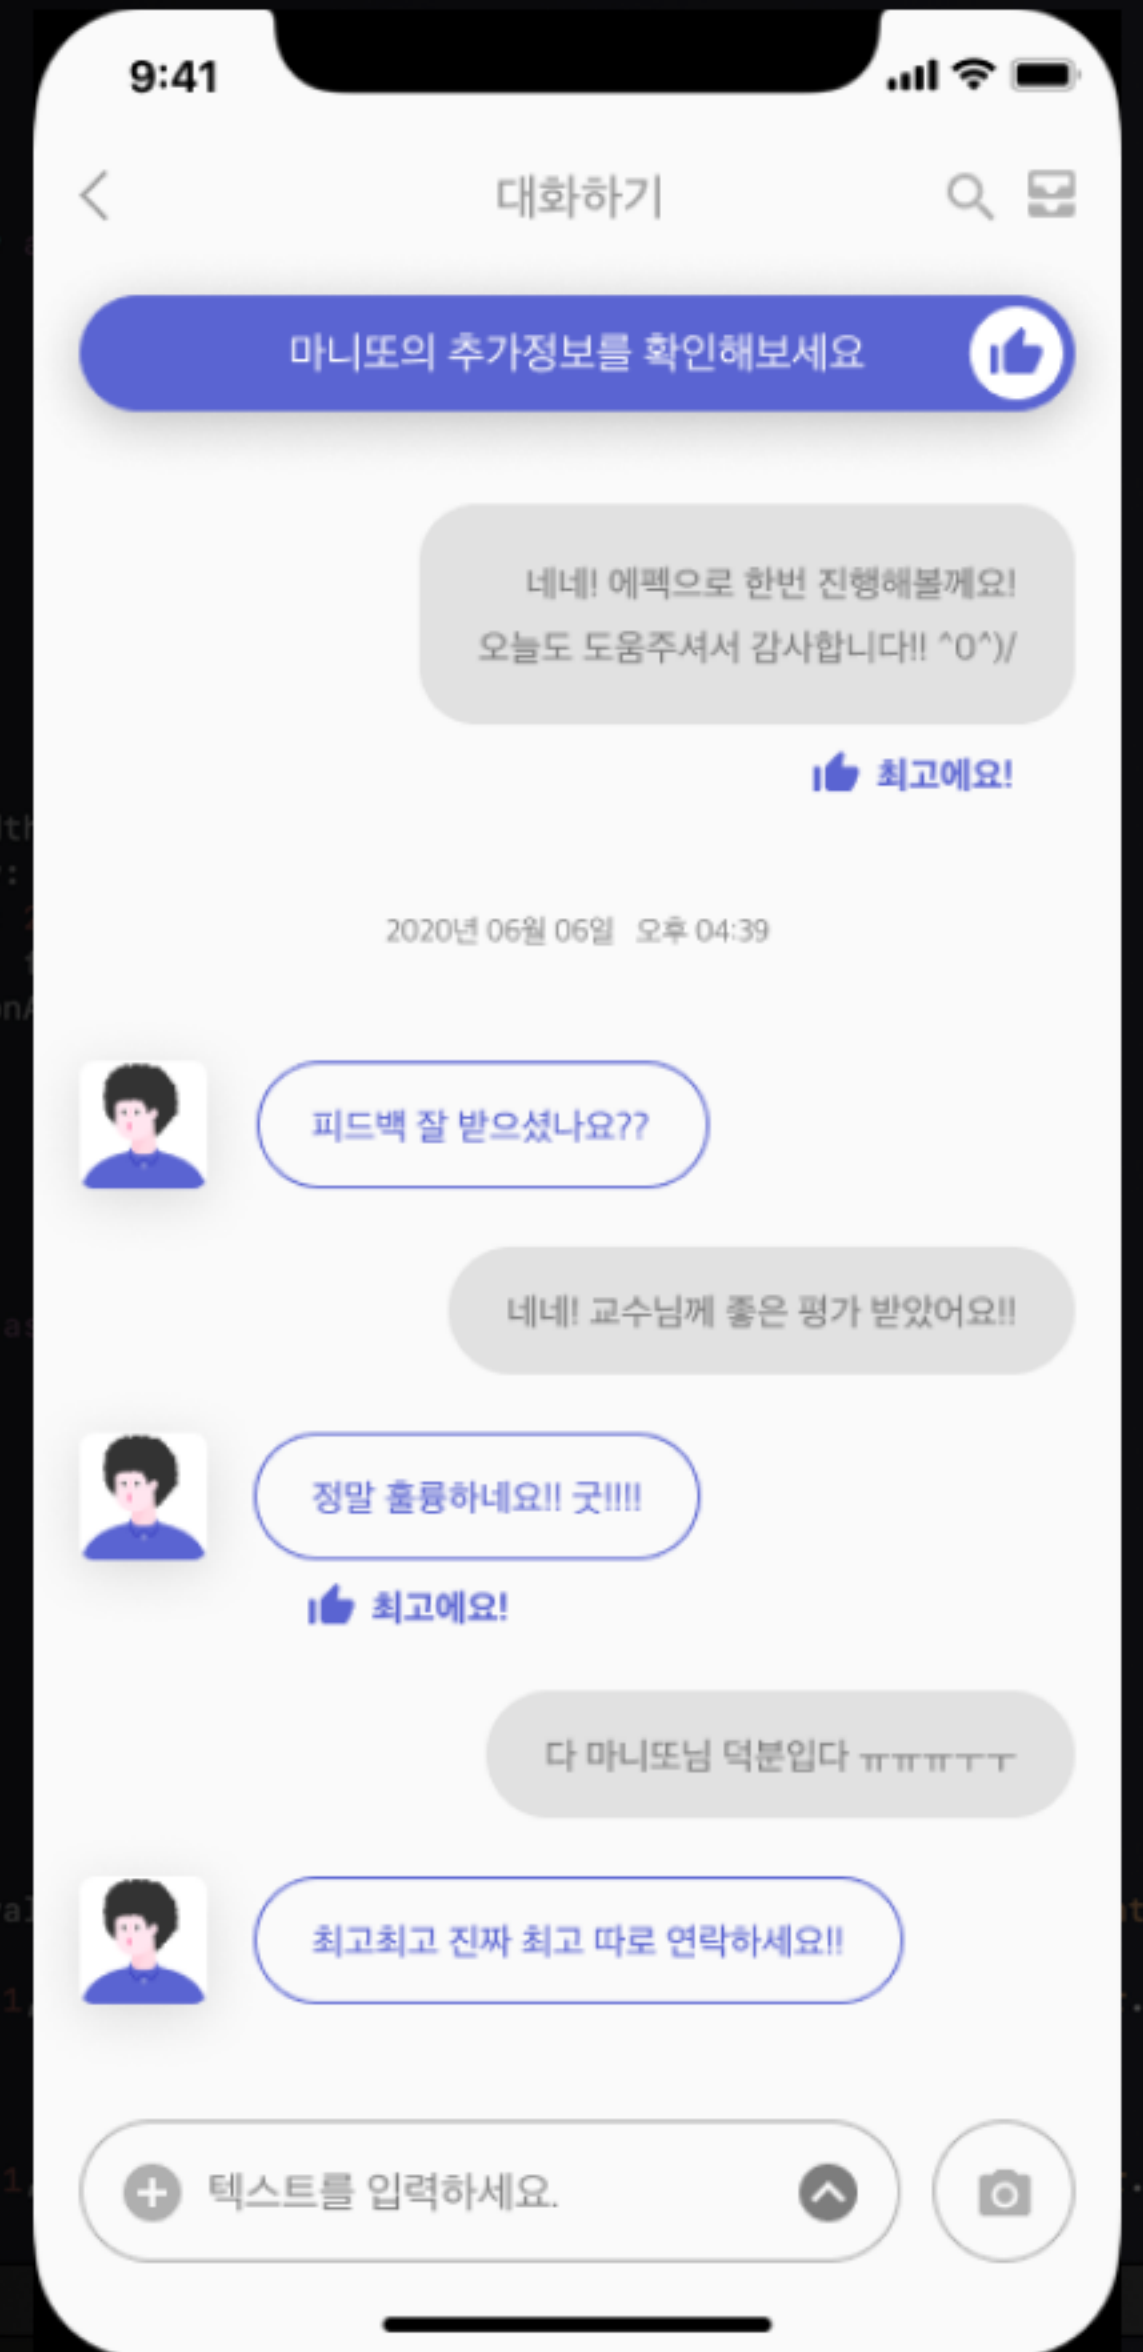 9:41
대화하기
마니또의 추가정보를 확인해보세요
네네! 에펙으로 한번 진행해볼께요!
오늘도 도움주셔서 감사합니다!! ^0^)/
최고에요!
2020년 06월 06일 오후 04:39
피드백 잘 받으셨나요??
네네! 교수님께 좋은 평가 받았어요!!
정말 훌륭하네요!! 굿!!!!
최고에요!
다 마니또님 덕분입다 ㅠㅠㅠㅜㅜ
최고최고 진짜 최고 따로 연락하세요!!
텍스트를 입력하세요.